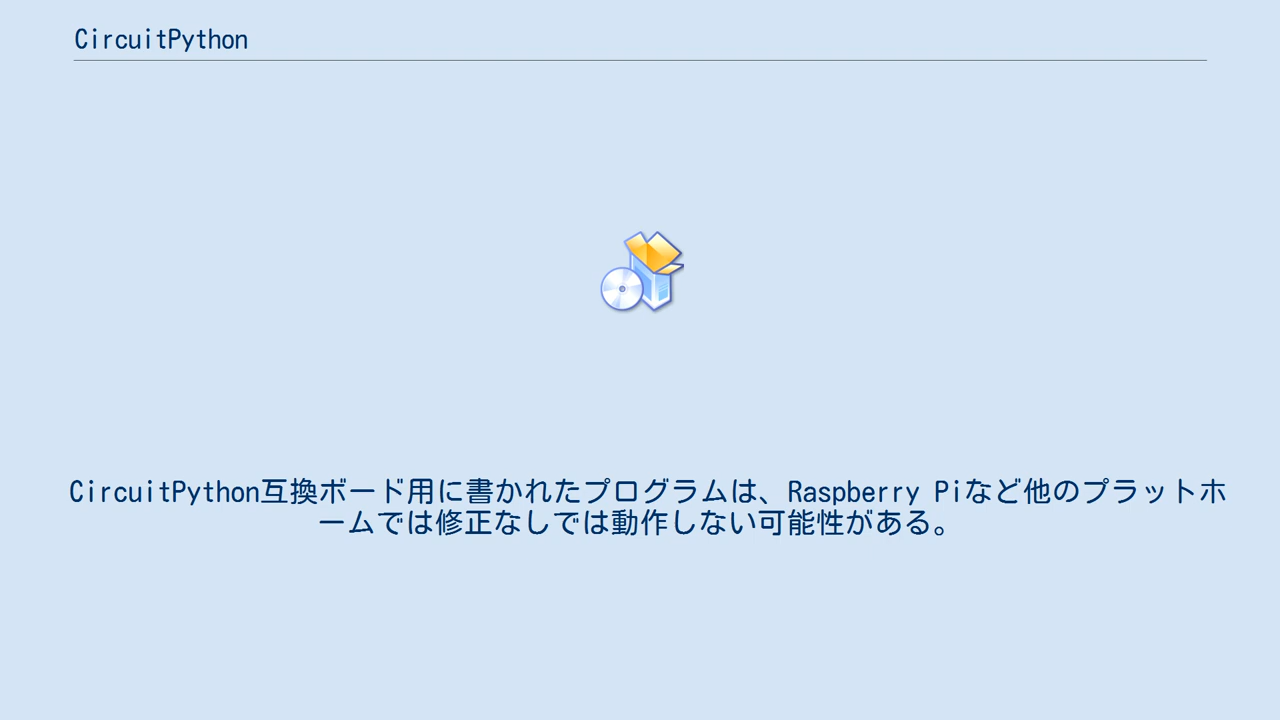 CircuitPython
CircuitPython互換ボード用に書かれたプログラムは、Raspberry Piなど他のプラットホ
ームでは修正なしでは動作しない可能性がある。